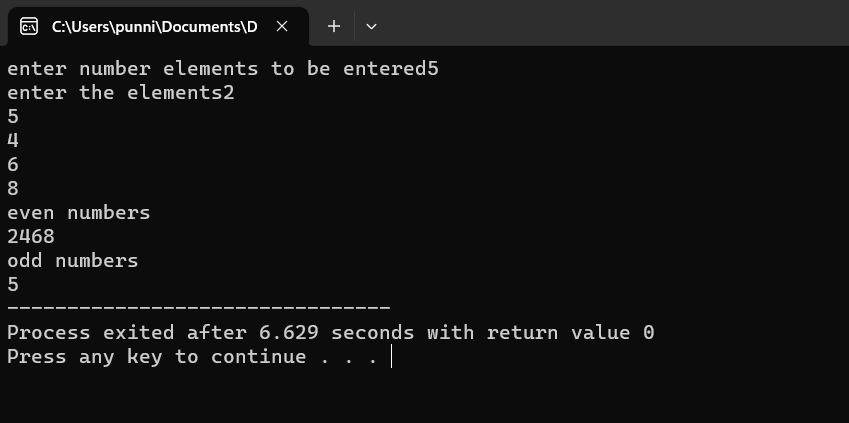 C:\Users\punni\Documents\D
enter number elements to be entered5
enter the elements2
5
4
6
8
even numbers
2468
odd numbers
5
--------------------------------
Process exited after 6.629 seconds with return value 0
Press any key to continue . . .